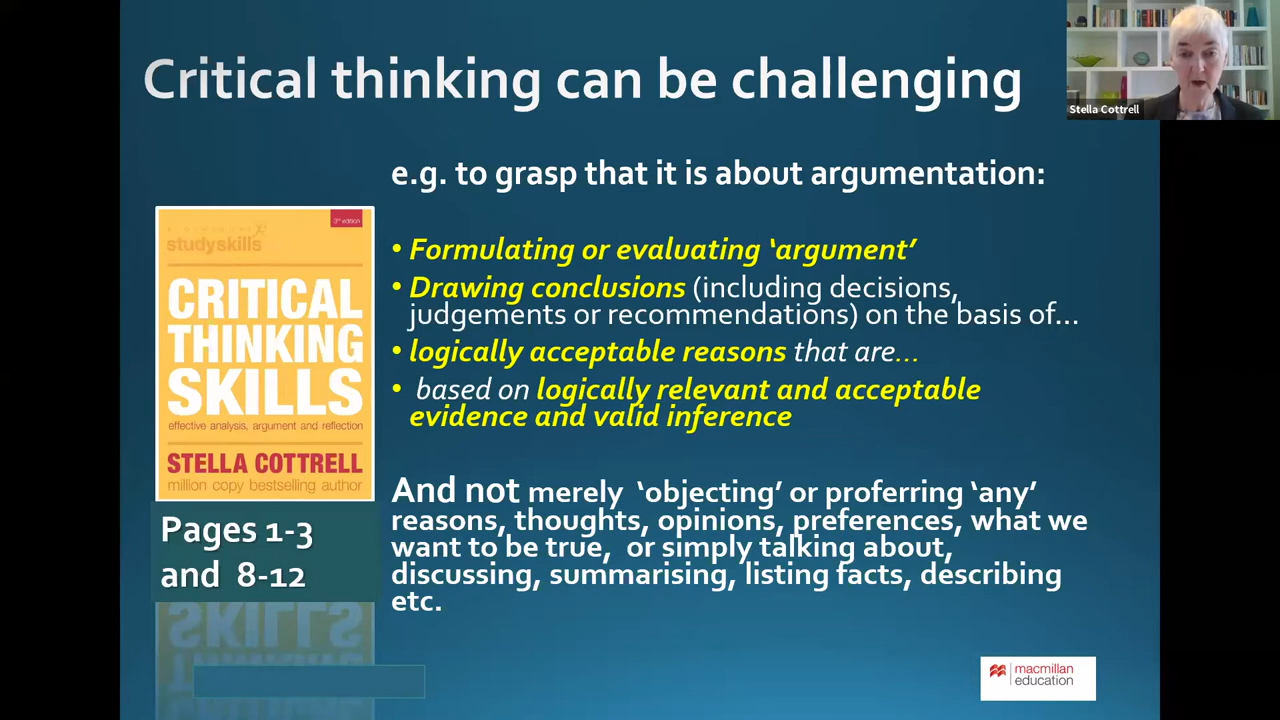 Critical thinking can be challenging
Stella Cottrell
e.g. to grasp that it is about argumentation:
• Formulating or evaluating ‘argument’
• Drawing conclusions (including decisions,
judgements or recommendations) on the basis of...
• logically acceptable reasons that are...
• based on logically relevant and acceptable
evidence and valid inference
And not merely ‘objecting’ or proferring ‘any’
reasons, thoughts, opinions, preferences, what we
want to be true, or simply talking about,
discussing, summarising, listing facts, describing
etc.
3rd edition
studyskills
CRITICAL
THINKING
SKILLS
effective analysis, argument and reflection
STELLA COTTRELL
million copy bestselling author
Pages 1-3
and 8-12
macmillan
education